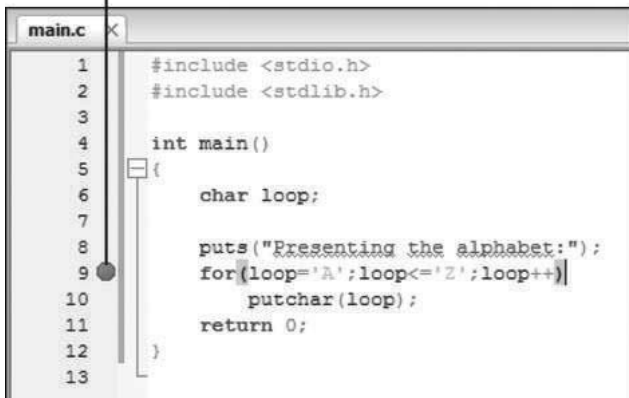 main.c
1 #include <stdio.h>
2 #include <stdlib.h>
3
4 int main()
5 {
6 char loop;
7
8 puts("Presenting the alphabet:");
9 for(loop='A';loop<='Z';loop++)
10 putchar(loop);
11 return 0;
12 }
13